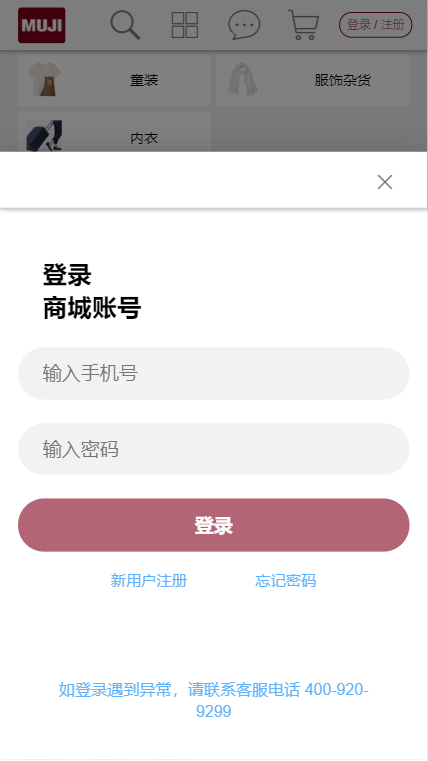 MUJI
登录 / 注册
童装
服饰杂货
内衣
登录
商城账号
输入手机号
输入密码
登录
新用户注册
忘记密码
如登录遇到异常，请联系客服电话 400-920-
9299